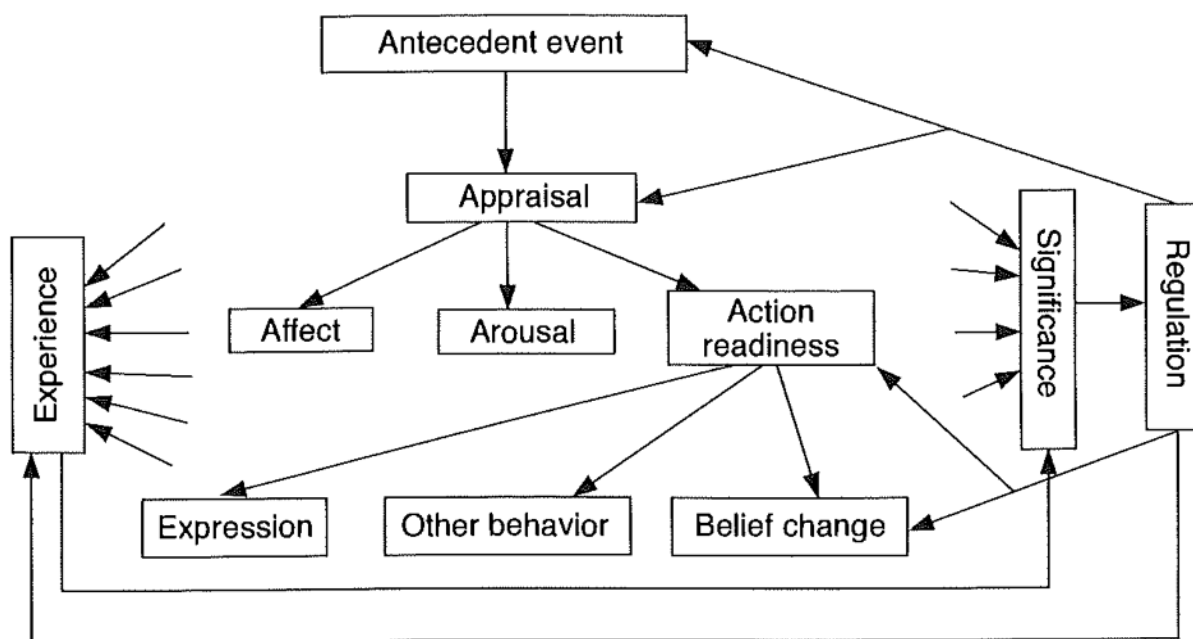 Antecedent event
Appraisal
Experience
Affect
Arousal
Action
readiness
Significance
Regulation
Expression
Other behavior
Belief change